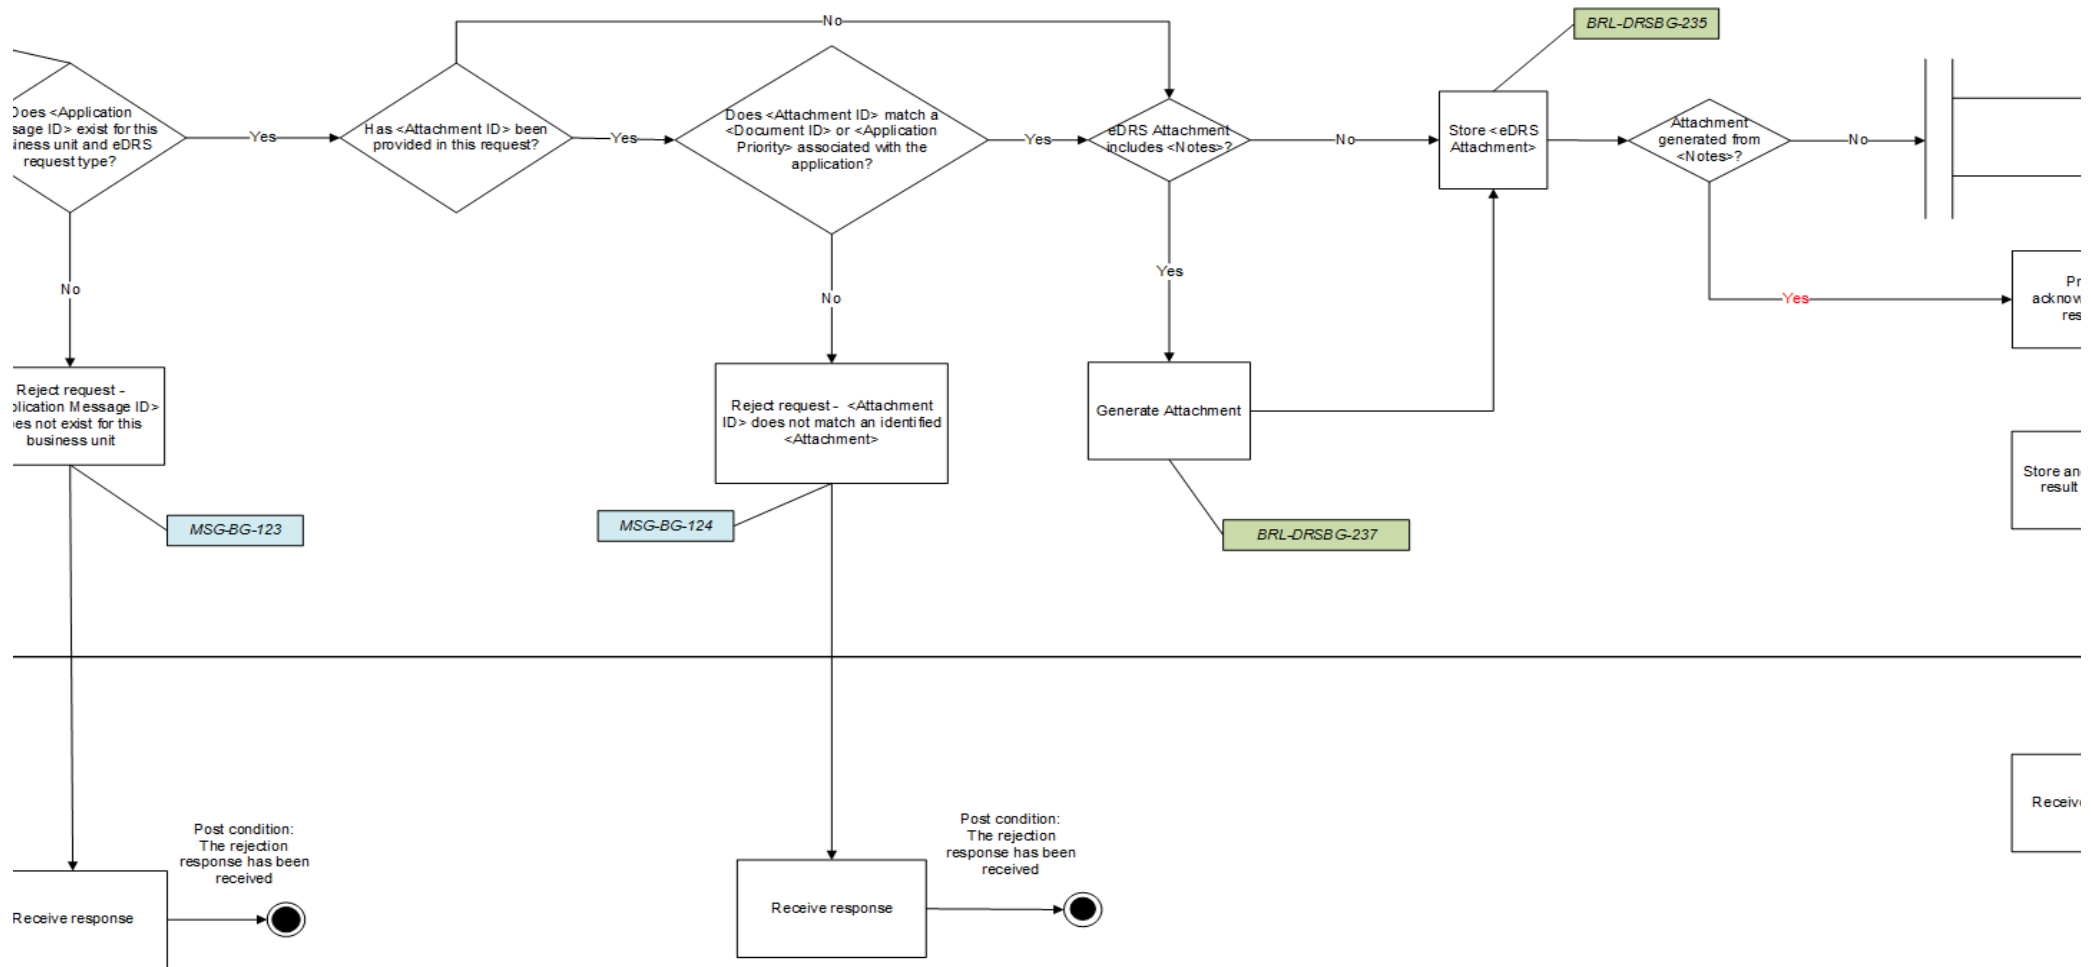 No
BRL-DRSBG-235
Does <Application
sage ID> exist for this
iness unit and eDRS
request type?
Yes
Has <Attachment ID> been
provided in this request?
Yes
Does <Attachment ID> match a
<Document ID> or <Application
Priority> associated with the
application?
Yes
eDRS Attachment
includes <Notes>?
No
Store <eDRS
Attachment>
Attachment
generated from
<Notes>?
No
No
No
Yes
Yes
Pr
acknow
res
Reject request -
plication Message ID>
es not exist for this
business unit
Reject request - <Attachment
ID> does not match an identified
<Attachment>
Generate Attachment
Store an
result
MSG-BG-123
MSG-BG-124
BRL-DRSBG-237
Receiv
Post condition:
The rejection
response has been
received
Post condition:
The rejection
response has been
received
Receive response
Receive response